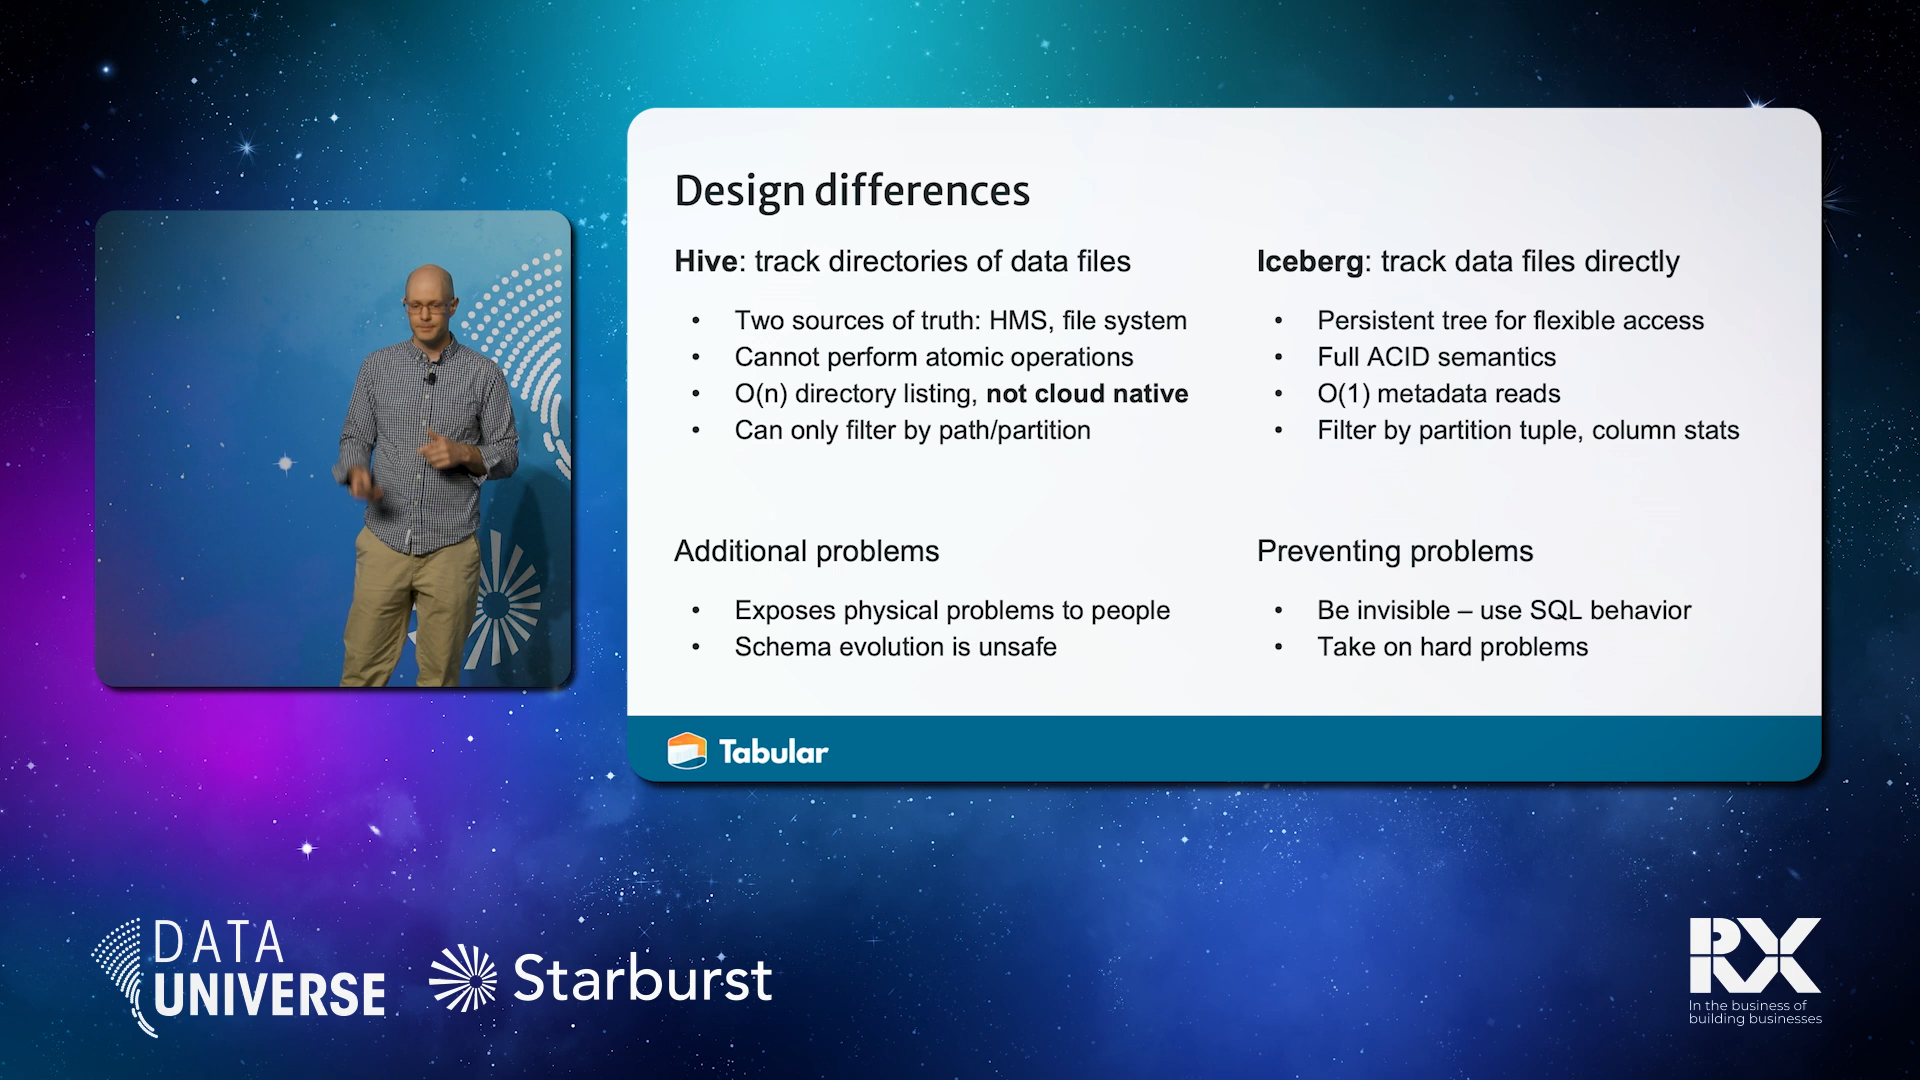 Design differences
Hive: track directories of data files
• Two sources of truth: HMS, file system
• Cannot perform atomic operations
• O(n) directory listing, not cloud native
• Can only filter by path/partition
Additional problems
• Exposes physical problems to people
• Schema evolution is unsafe
Iceberg: track data files directly
• Persistent tree for flexible access
• Full ACID semantics
• O(1) metadata reads
• Filter by partition tuple, column stats
Preventing problems
• Be invisible – use SQL behavior
• Take on hard problems
Tabular
DATA
UNIVERSE
Starburst
RX
In the business of
building businesses